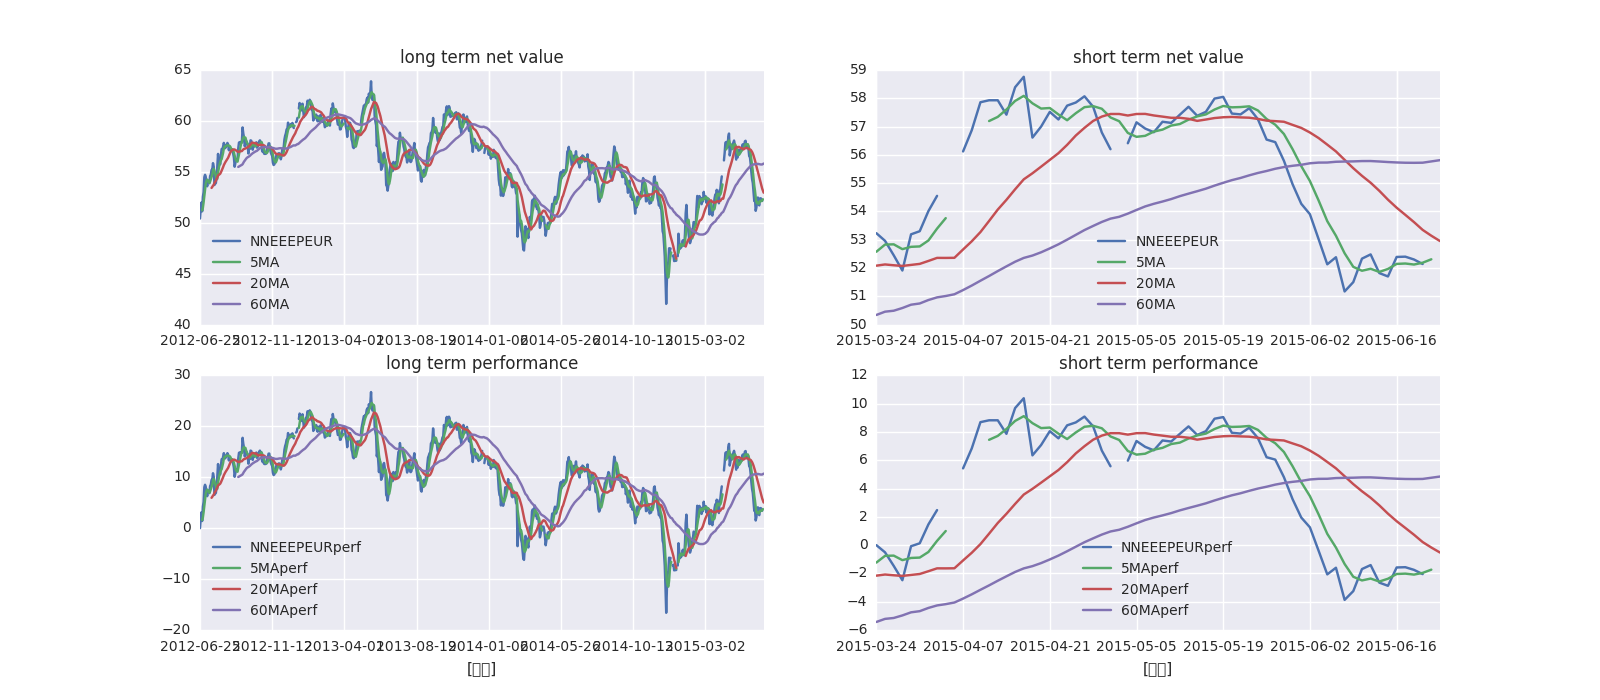 long term net value
65
60
55
50
45
40
NNEEEPEUR
5MA
20MA
60MA
2012-06-25 2012-11-12 2013-04-01 2013-08-19 2014-01-06 2014-05-26 2014-10-13 2015-03-02
short term net value
59
58
57
56
55
54
53
52
51
50
NNEEEPEUR
5MA
20MA
60MA
2015-03-24 2015-04-07 2015-04-21 2015-05-05 2015-05-19 2015-06-02 2015-06-16
long term performance
30
20
10
0
−10
−20
NNEEEPEURperf
5MAperf
20MAperf
60MAperf
2012-06-25 2012-11-12 2013-04-01 2013-08-19 2014-01-06 2014-05-26 2014-10-13 2015-03-02
short term performance
12
10
8
6
4
2
0
−2
−4
−6
NNEEEPEURperf
5MAperf
20MAperf
60MAperf
2015-03-24 2015-04-07 2015-04-21 2015-05-05 2015-05-19 2015-06-02 2015-06-16